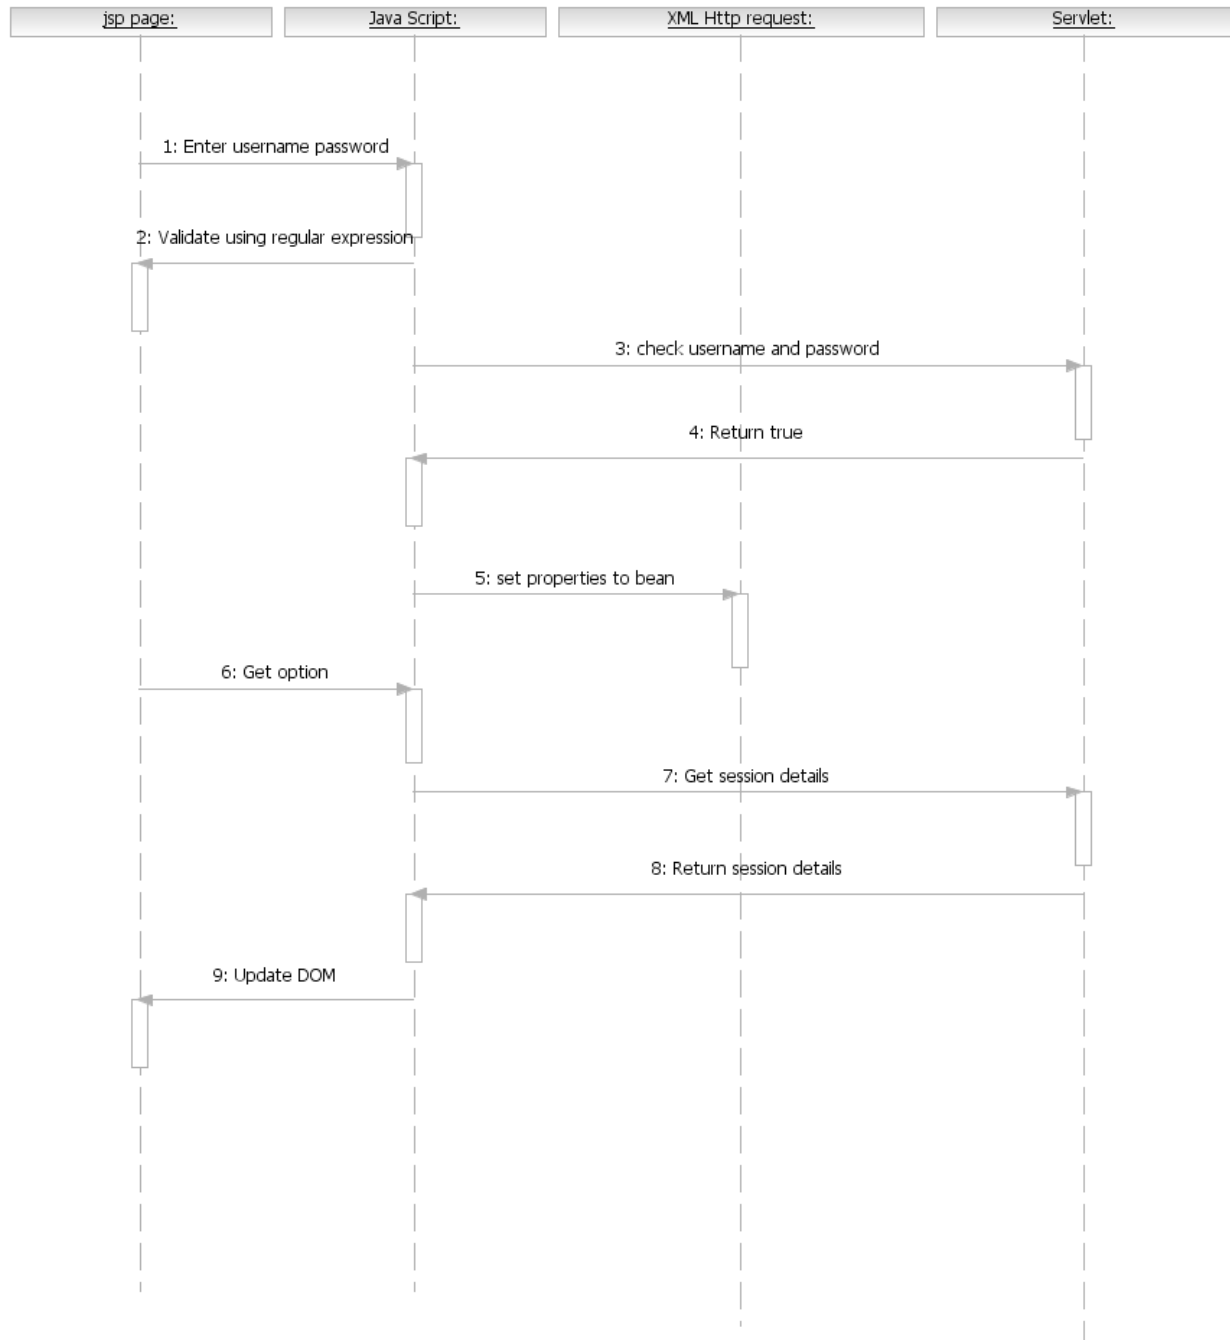 jsp page:
Java Script:
XML Http request:
Servlet:
1: Enter username password
2: Validate using regular expression
3: check username and password
4: Return true
5: set properties to bean
6: Get option
7: Get session details
8: Return session details
9: Update DOM